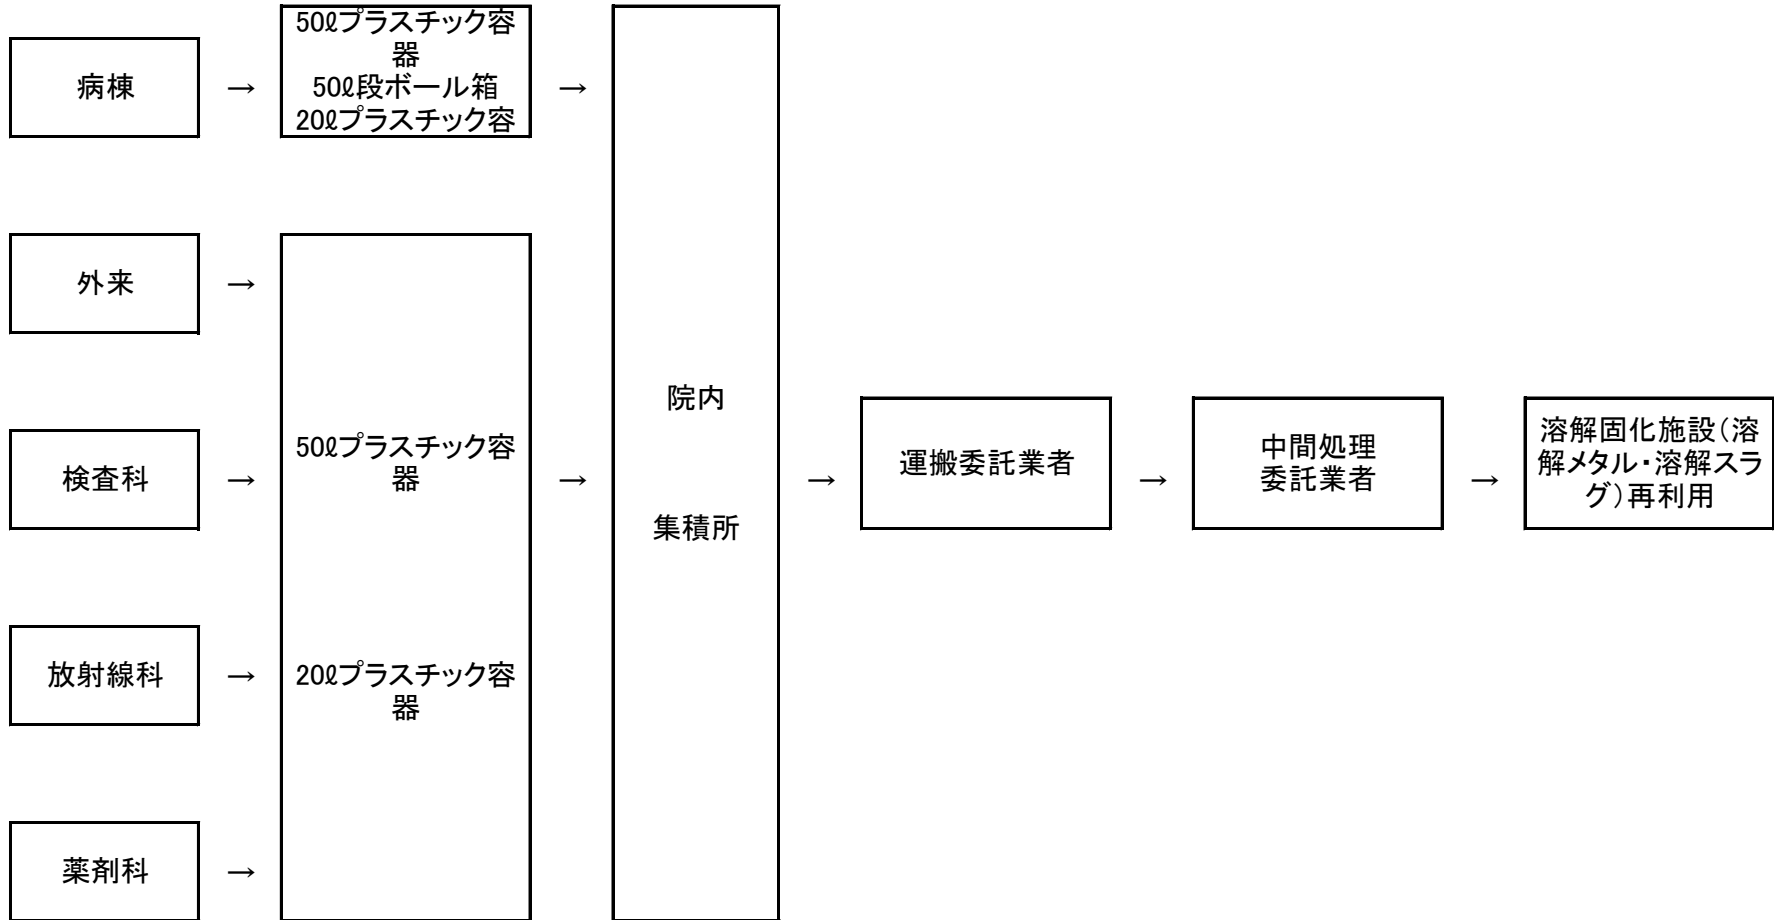 病棟
→
50ℓプラスチック容
器
50ℓ段ボール箱
20ℓプラスチック容
→
外来
→
検査科
→
50ℓプラスチック容
器
→
放射線科
→
20ℓプラスチック容
器
薬剤科
→
院内
集積所
→
運搬委託業者
→
中間処理
委託業者
→
溶解固化施設(溶
解メタル・溶解スラ
グ)再利用